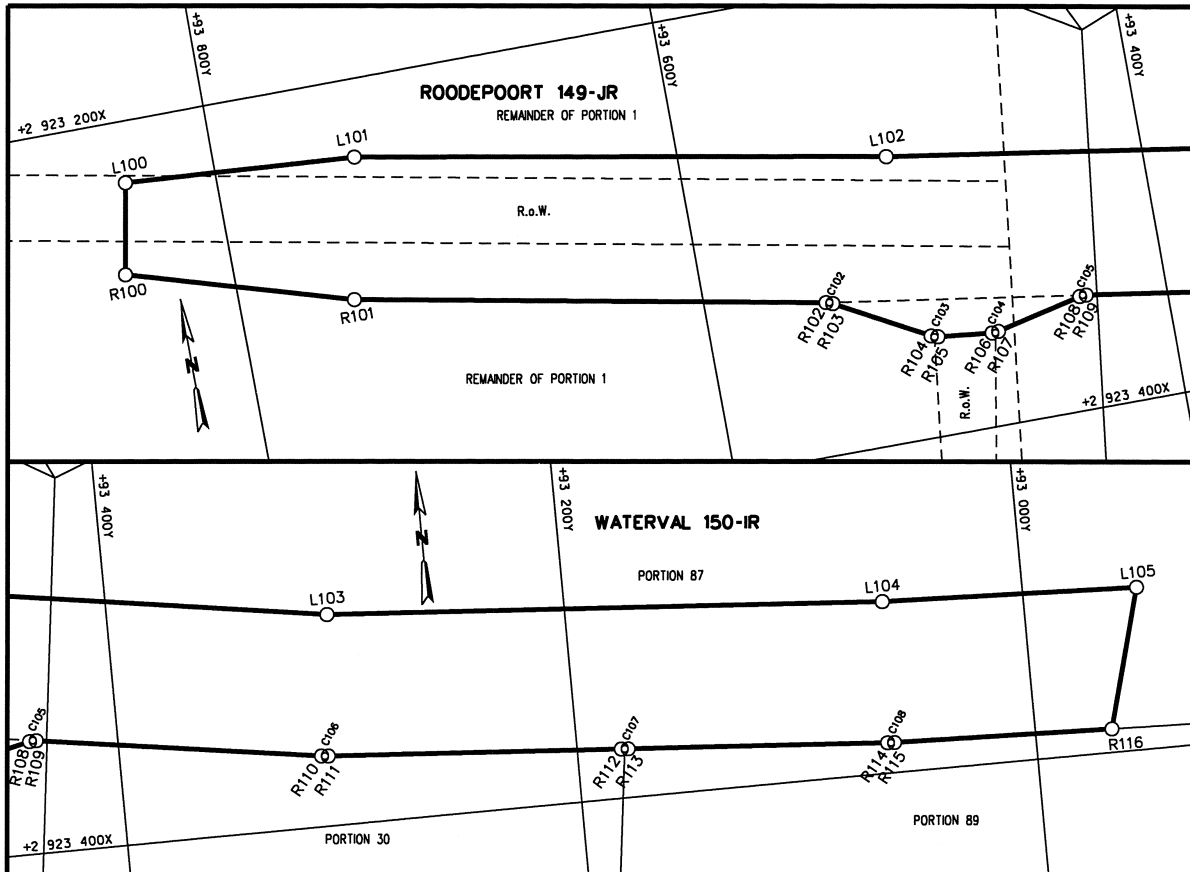 +93 800Y
+93 600Y
+93 400Y
ROODEPOORT 149-JR
REMAINDER OF PORTION 1
+2 923 200X
L100
L101
L102
R.o.W.
R100
R101
R102
R103
C102
R104
R105
C103
R106
R107
C104
R108
R109
C105
N
REMAINDER OF PORTION 1
R.o.W.
+2 923 400X
+93 400Y
+93 200Y
+93 000Y
N
WATERVAL 150-IR
PORTION 87
L103
L104
L105
R108
R109
C105
R110
R111
C106
R112
R113
C107
R114
R115
C108
R116
+2 923 400X
PORTION 30
PORTION 89